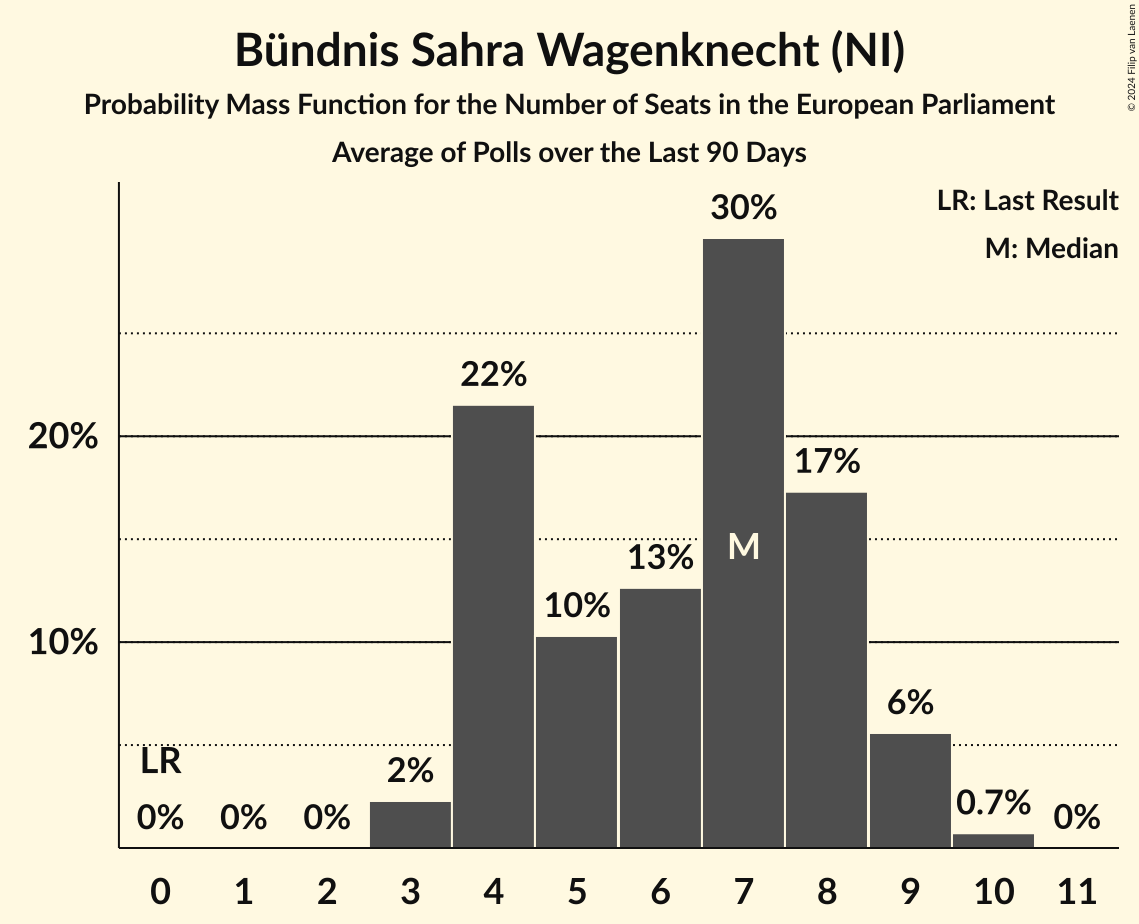 Bündnis Sahra Wagenknecht (NI)
Probability Mass Function for the Number of Seats in the European Parliament
Average of Polls over the Last 90 Days
© 2024 Filip van Laenen
LR: Last Result
M: Median
30%
22%
20%
17%
M
13%
10%
10%
6%
LR
2%
0.7%
0% 0% 0% 0%
0 1 2 3 4 5 6 7 8 9 10 11